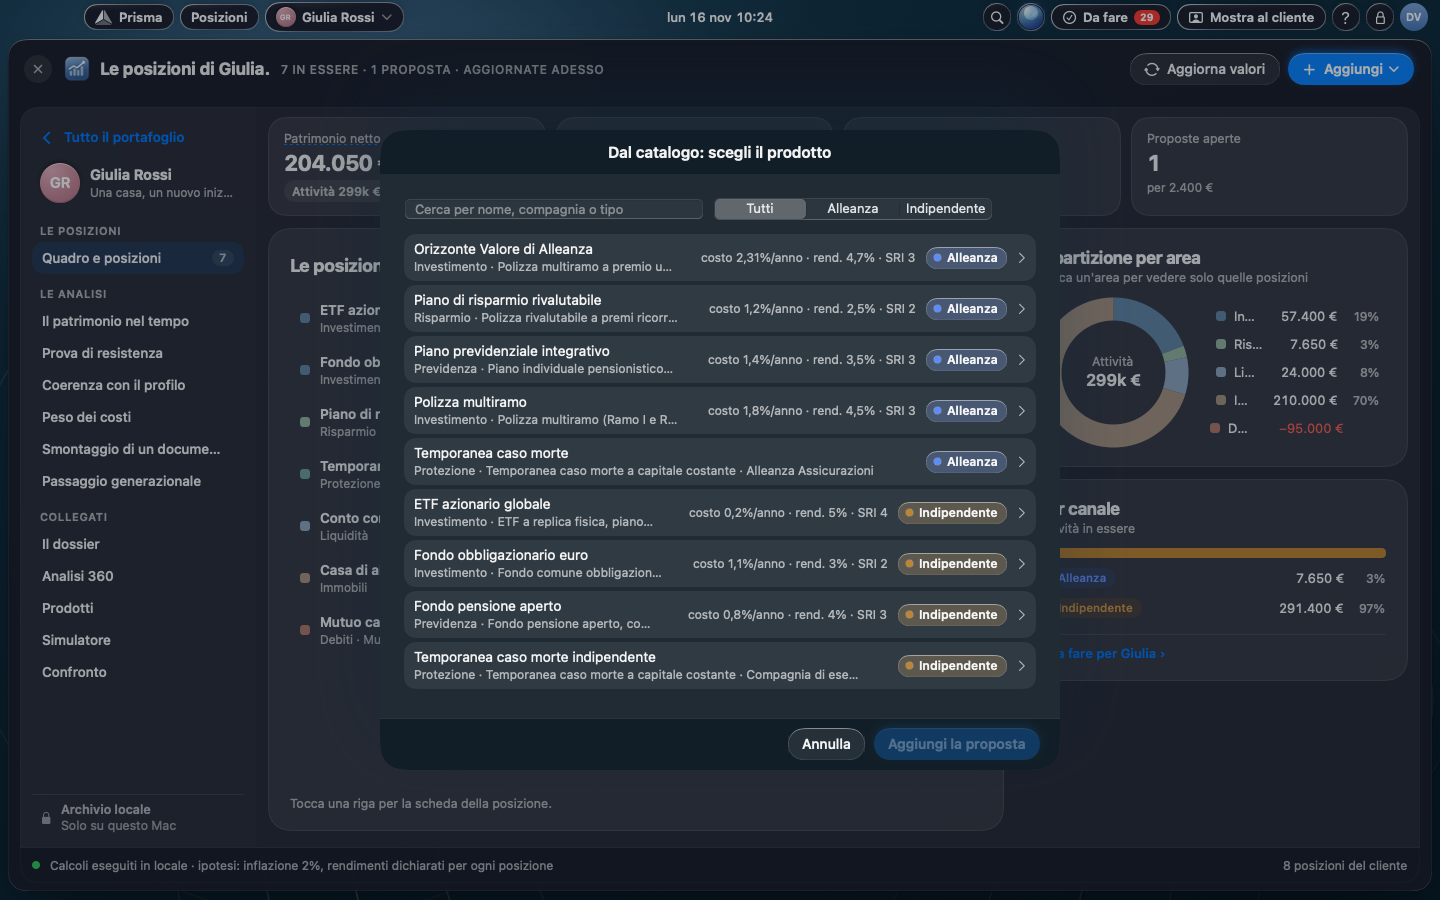 Prisma
Posizioni
GR Giulia Rossi
lun 16 nov 10:24
Da fare 29
Mostra al cliente
?
DV
Le posizioni di Giulia. 7 IN ESSERE · 1 PROPOSTA · AGGIORNATE ADESSO
Aggiorna valori
+ Aggiungi
Tutto il portafoglio
GR
Giulia Rossi
Una casa, un nuovo iniz...
LE POSIZIONI
Quadro e posizioni 7
LE ANALISI
Il patrimonio nel tempo
Prova di resistenza
Coerenza con il profilo
Peso dei costi
Smontaggio di un docume...
Passaggio generazionale
COLLEGATI
Il dossier
Analisi 360
Prodotti
Simulatore
Confronto
Archivio locale
Solo su questo Mac
Patrimonio netto
204.050
Attività 299k €
Proposte aperte
1
per 2.400 €
Le posizion
ETF azior
Investimen
Fondo ob
Investimen
Piano di r
Risparmio
Temporar
Protezione
Conto cor
Liquidità
Casa di a
Immobili
Mutuo ca
Debiti · Mu
Tocca una riga per la scheda della posizione.
Dal catalogo: scegli il prodotto
Cerca per nome, compagnia o tipo
Tutti Alleanza Indipendente
Orizzonte Valore di Alleanza
Investimento · Polizza multiramo a premio u...
costo 2,31%/anno · rend. 4,7% · SRI 3 Alleanza
Piano di risparmio rivalutabile
Risparmio · Polizza rivalutabile a premi ricorr...
costo 1,2%/anno · rend. 2,5% · SRI 2 Alleanza
Piano previdenziale integrativo
Previdenza · Piano individuale pensionistico...
costo 1,4%/anno · rend. 3,5% · SRI 3 Alleanza
Polizza multiramo
Investimento · Polizza multiramo (Ramo I e R...
costo 1,8%/anno · rend. 4,5% · SRI 3 Alleanza
Temporanea caso morte
Protezione · Temporanea caso morte a capitale costante · Alleanza Assicurazioni
Alleanza
ETF azionario globale
Investimento · ETF a replica fisica, piano...
costo 0,2%/anno · rend. 5% · SRI 4 Indipendente
Fondo obbligazionario euro
Investimento · Fondo comune obbligazion...
costo 1,1%/anno · rend. 3% · SRI 2 Indipendente
Fondo pensione aperto
Previdenza · Fondo pensione aperto, co...
costo 0,8%/anno · rend. 4% · SRI 3 Indipendente
Temporanea caso morte indipendente
Protezione · Temporanea caso morte a capitale costante · Compagnia di ese...
Indipendente
Annulla
Aggiungi la proposta
partizione per area
ca un'area per vedere solo quelle posizioni
Attività
299k €
In... 57.400 € 19%
Ris... 7.650 € 3%
Li... 24.000 € 8%
I... 210.000 € 70%
D... −95.000 €
r canale
vità in essere
Alleanza 7.650 € 3%
Indipendente 291.400 € 97%
a fare per Giulia ›
Calcoli eseguiti in locale · ipotesi: inflazione 2%, rendimenti dichiarati per ogni posizione
8 posizioni del cliente